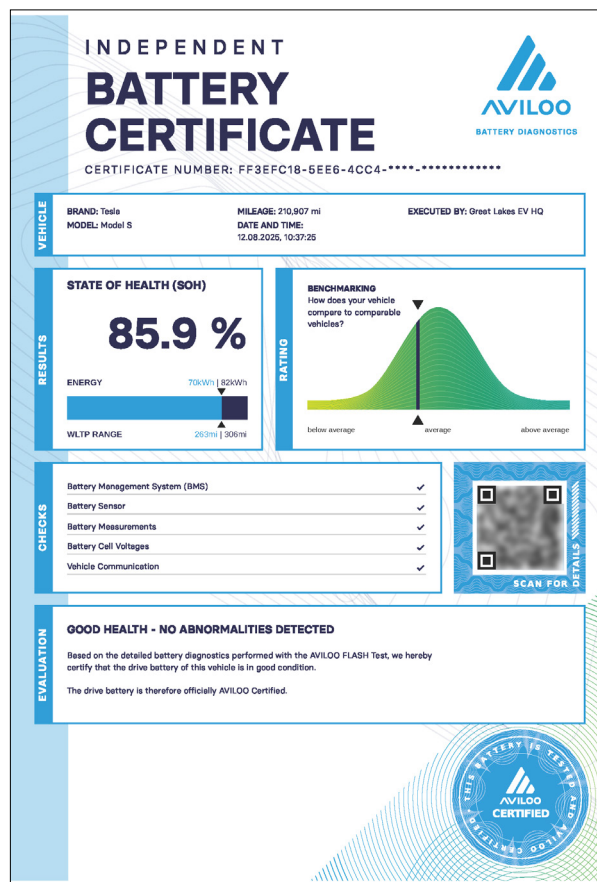 INDEPENDENT
BATTERY
CERTIFICATE
AVILOO
BATTERY DIAGNOSTICS
CERTIFICATE NUMBER: FF3EFC18-5EE6-4CC4-****-************
VEHICLE
BRAND: Tesla
MODEL: Model S
MILEAGE: 210,907 mi
DATE AND TIME:
12.08.2025, 10:37:25
EXECUTED BY: Great Lakes EV HQ
RESULTS
STATE OF HEALTH (SOH)
85.9 %
ENERGY
70kWh | 82kWh
WLTP RANGE
263mi | 306mi
RATING
BENCHMARKING
How does your vehicle
compare to comparable
vehicles?
below average
average
above average
CHECKS
Battery Management System (BMS)
Battery Sensor
Battery Measurements
Battery Cell Voltages
Vehicle Communication
SCAN FOR DETAILS
EVALUATION
GOOD HEALTH - NO ABNORMALITIES DETECTED
Based on the detailed battery diagnostics performed with the AVILOO FLASH Test, we hereby
certify that the drive battery of this vehicle is in good condition.
The drive battery is therefore officially AVILOO Certified.
THIS BATTERY IS TESTED AND AVILOO CERTIFIED
AVILOO
CERTIFIED